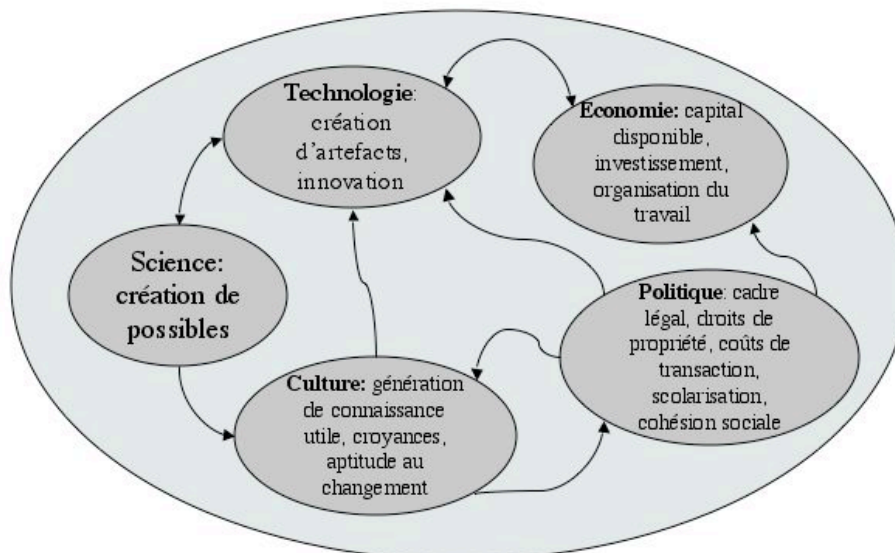 Technologie:
création
d'artefacts,
innovation
Economie: capital
disponible,
investissement,
organisation du
travail
Science:
création de
possibles
Politique: cadre
légal, droits de
propriété, coûts de
transaction,
scolarisation,
cohésion sociale
Culture: génération
de connaissance
utile, croyances,
aptitude au
changement